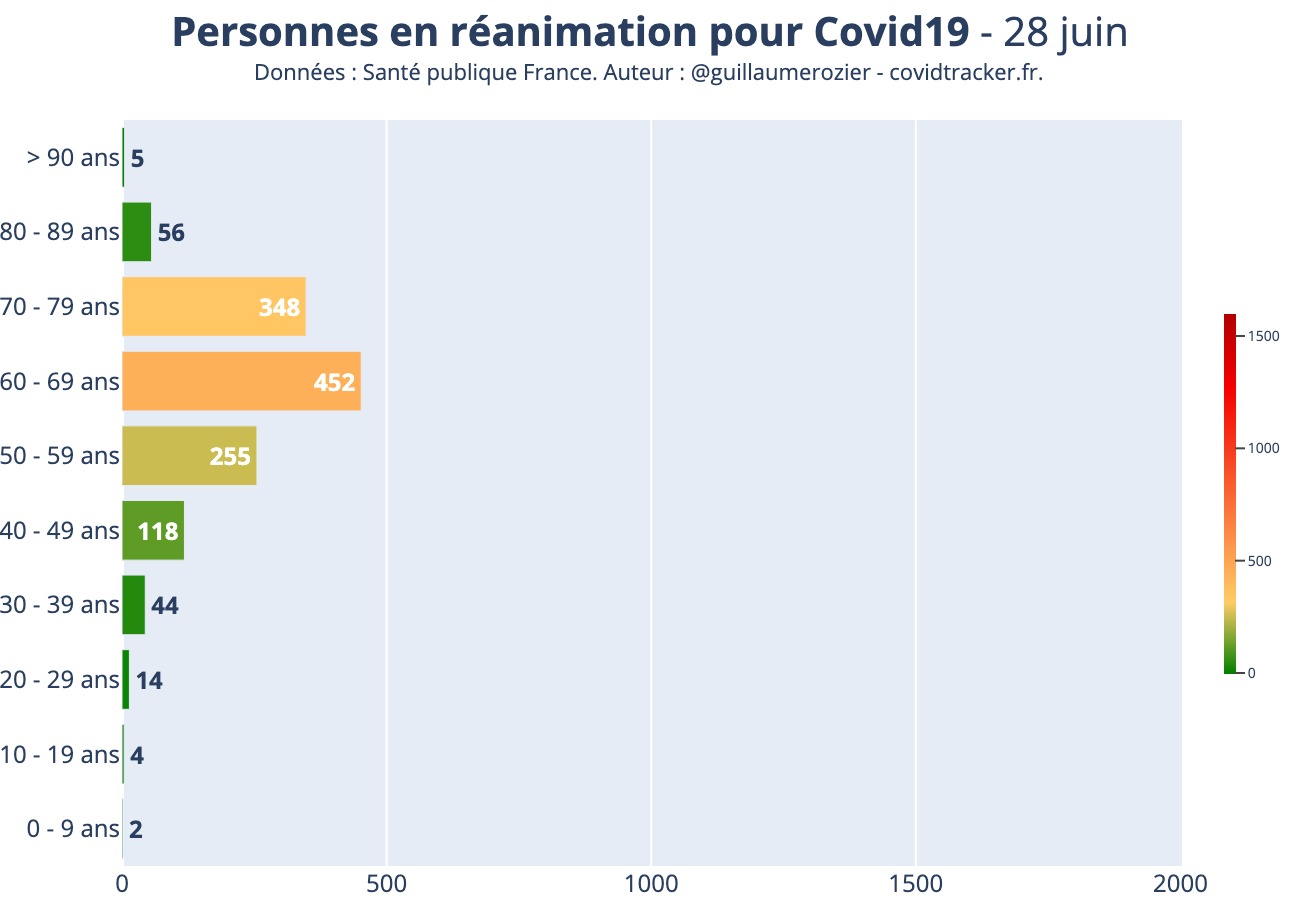 Personnes en réanimation pour Covid19 - 28 juin
Données : Santé publique France. Auteur : @guillaumerozier - covidtracker.fr.
> 90 ans 5
80 - 89 ans 56
70 - 79 ans 348
60 - 69 ans 452
50 - 59 ans 255
40 - 49 ans 118
30 - 39 ans 44
20 - 29 ans 14
10 - 19 ans 4
0 - 9 ans 2
0 500 1000 1500 2000
1500
1000
500
0